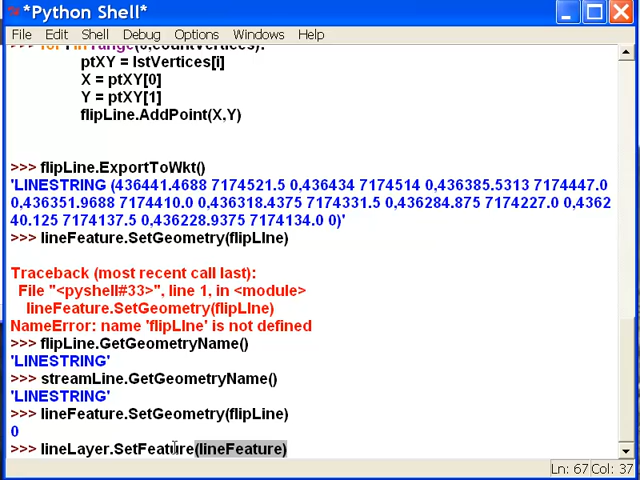 *Python Shell*
File Edit Shell Debug Options Windows Help
>>> for i in range(0,countVertices):
ptXY = lstVertices[i]
X = ptXY[0]
Y = ptXY[1]
flipLine.AddPoint(X,Y)
>>> flipLine.ExportToWkt()
'LINESTRING (436441.4688 7174521.5 0,436434 7174514 0,436385.5313 7174447.0
0,436351.9688 7174410.0 0,436318.4375 7174331.5 0,436284.875 7174227.0 0,4362
40.125 7174137.5 0,436228.9375 7174134.0 0)'
>>> lineFeature.SetGeometry(flipLIne)
Traceback (most recent call last):
File "<pyshell#33>", line 1, in <module>
lineFeature.SetGeometry(flipLIne)
NameError: name 'flipLIne' is not defined
>>> flipLine.GetGeometryName()
'LINESTRING'
>>> streamLine.GetGeometryName()
'LINESTRING'
>>> lineFeature.SetGeometry(flipLine)
0
>>> lineLayer.SetFeature(lineFeature)
Ln: 67 Col: 37